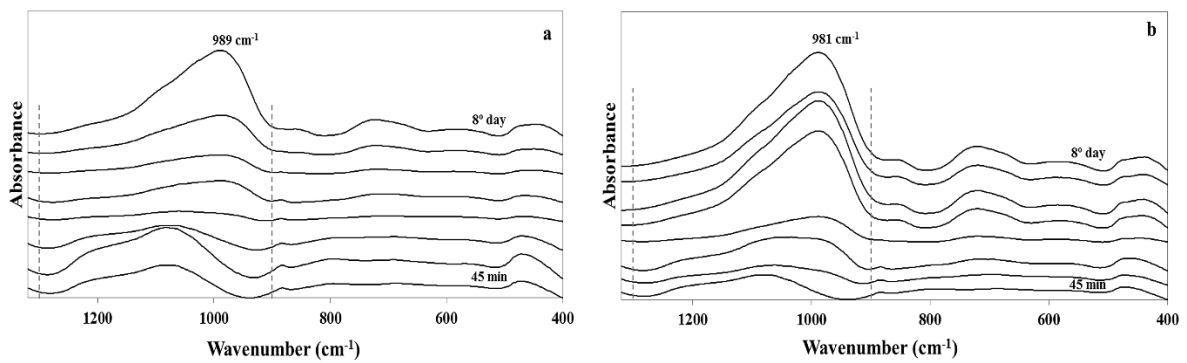 a
989 cm⁻¹
8º day
45 min
Absorbance
1200 1000 800 600 400
Wavenumber (cm⁻¹)
b
981 cm⁻¹
8º day
45 min
Absorbance
1200 1000 800 600 400
Wavenumber (cm⁻¹)